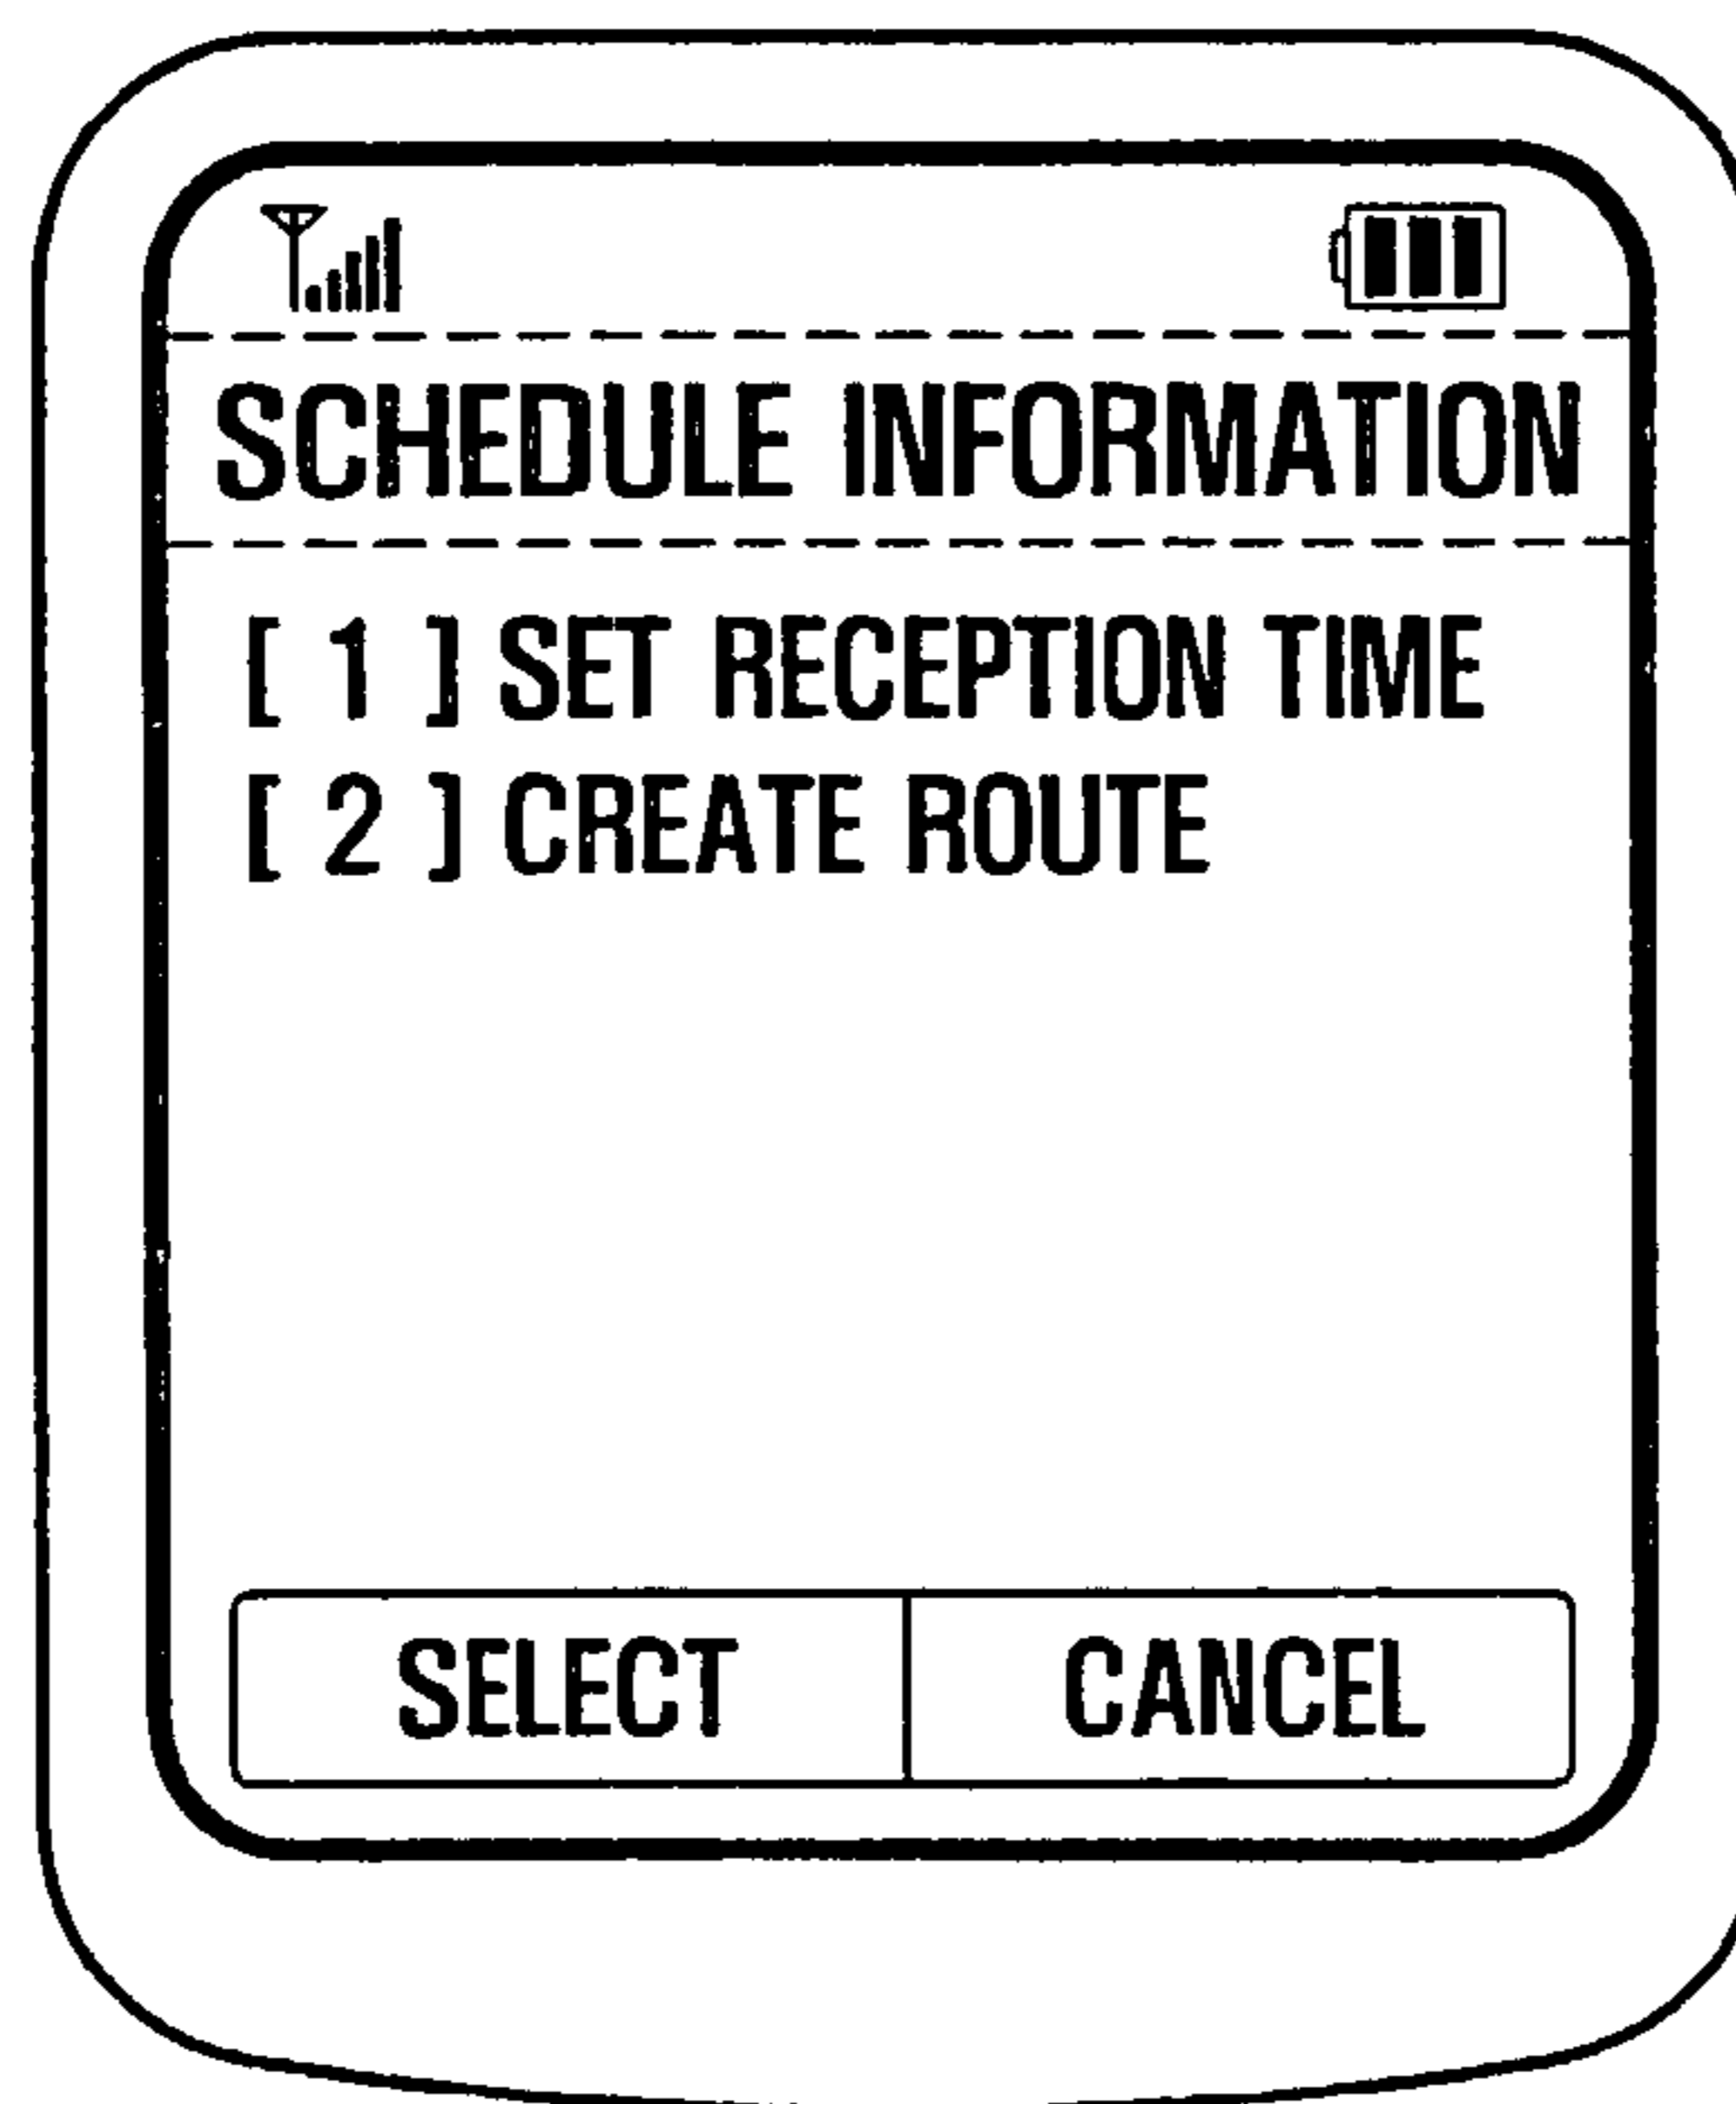 SCHEDULE INFORMATION
[ 1 ] SET RECEPTION TIME
[ 2 ] CREATE ROUTE
SELECT CANCEL